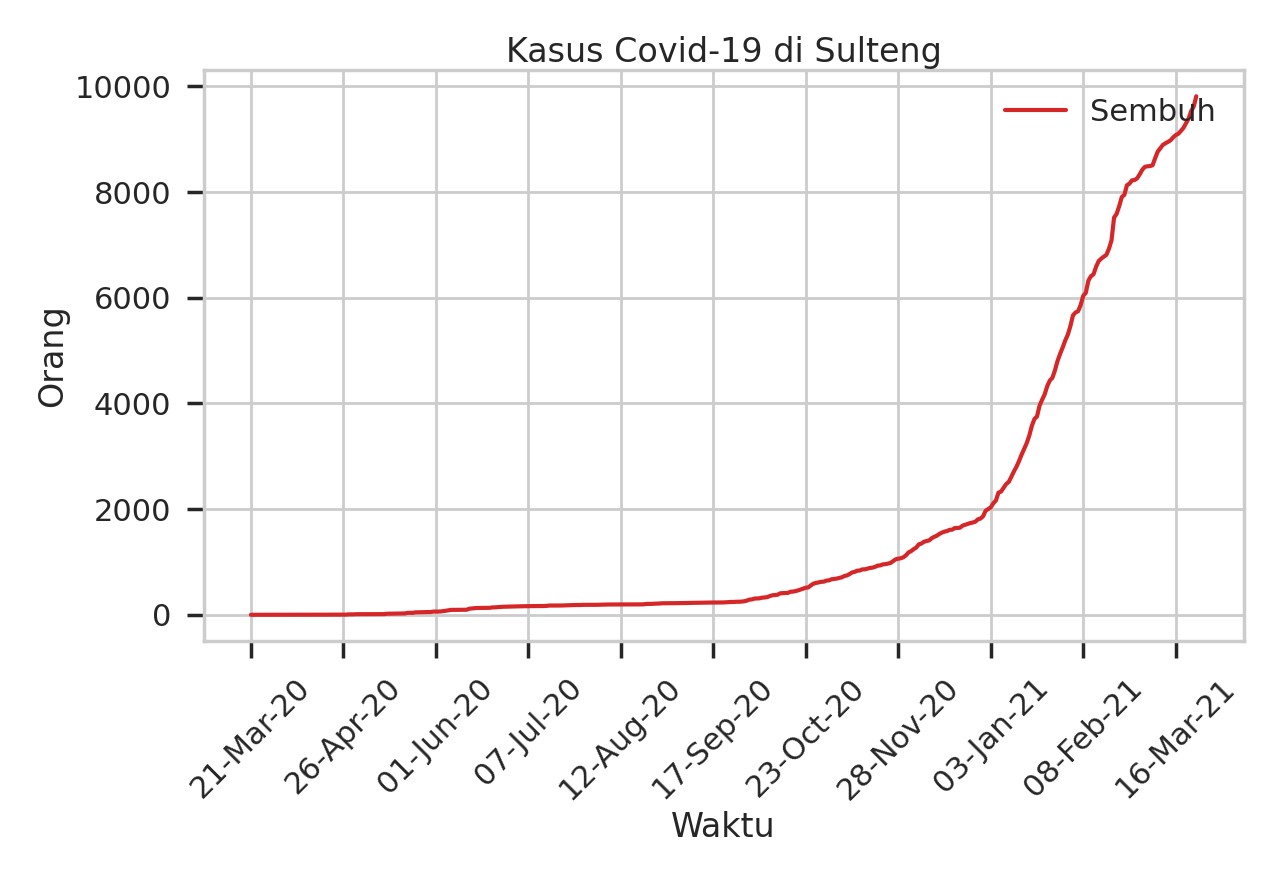 Kasus Covid-19 di Sulteng
10000
8000
6000
4000
2000
0
Orang
Sembuh
21-Mar-20
26-Apr-20
01-Jun-20
07-Jul-20
12-Aug-20
17-Sep-20
23-Oct-20
28-Nov-20
03-Jan-21
08-Feb-21
16-Mar-21
Waktu